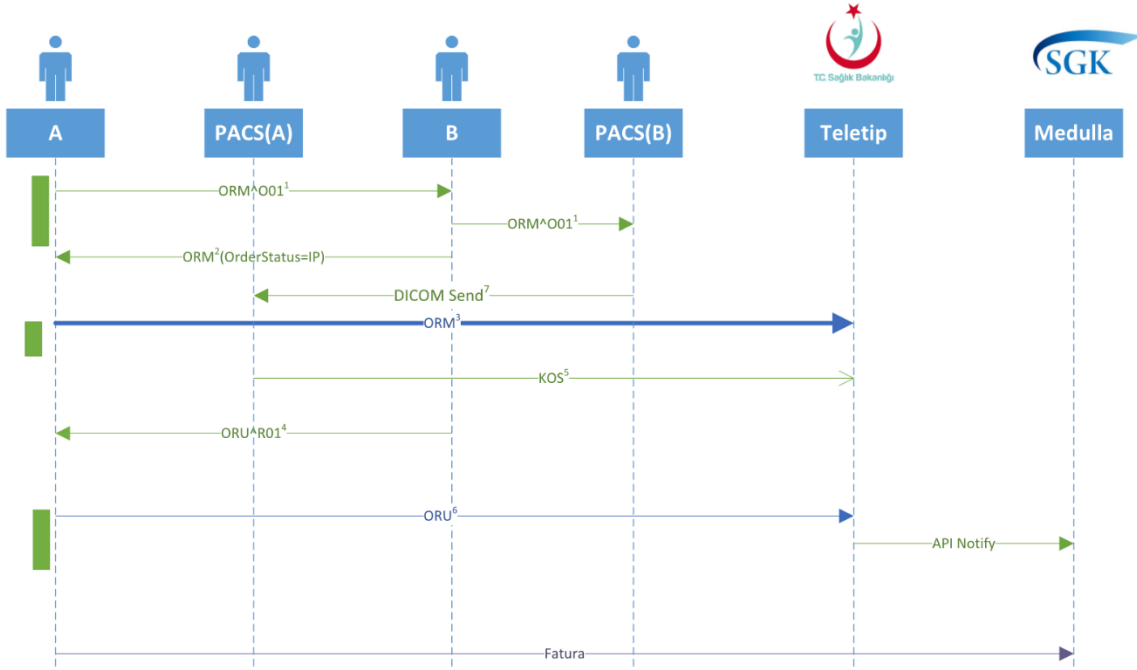 T.C. Sağlık Bakanlığı
SGK
A
PACS(A)
B
PACS(B)
Teletip
Medulla
ORM^O01¹
ORM^O01¹
ORM²(OrderStatus=IP)
DICOM Send⁷
ORM³
KOS⁵
ORU^R01⁴
ORU⁶
API Notify
Fatura